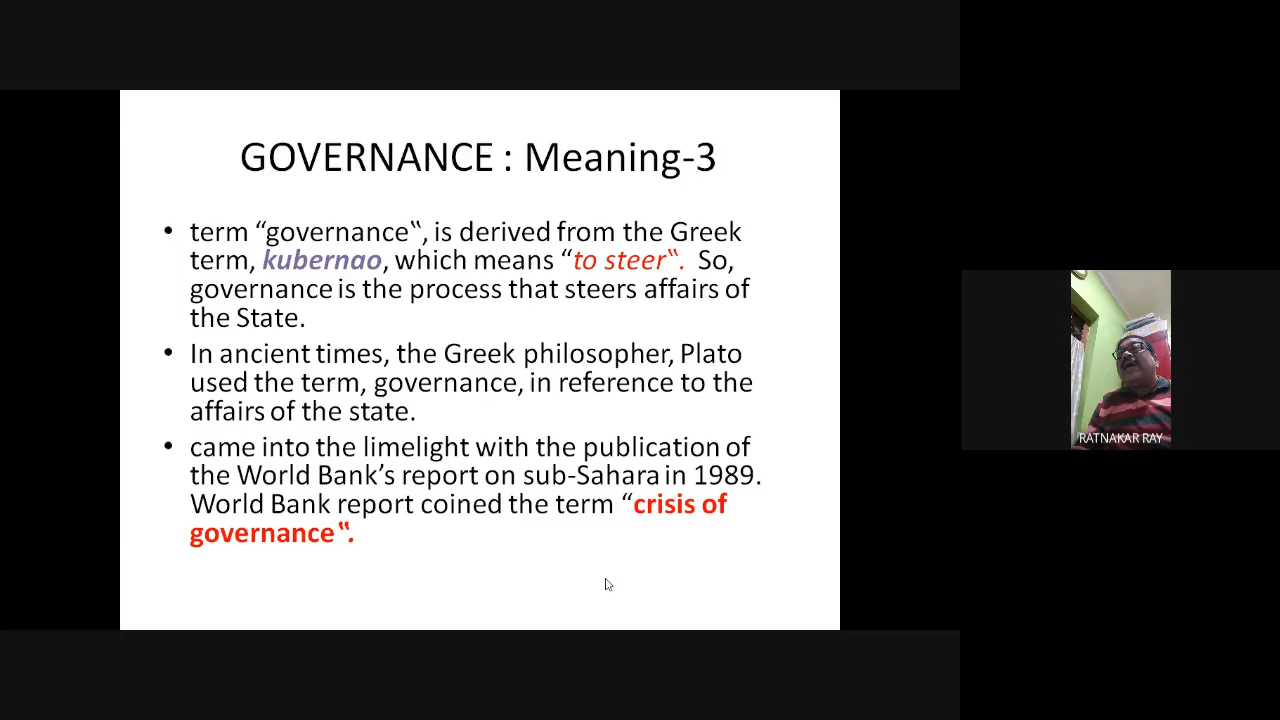 GOVERNANCE : Meaning-3
• term “governance‟, is derived from the Greek
term, kubernao, which means “to steer‟. So,
governance is the process that steers affairs of
the State.
• In ancient times, the Greek philosopher, Plato
used the term, governance, in reference to the
affairs of the state.
• came into the limelight with the publication of
the World Bank’s report on sub-Sahara in 1989.
World Bank report coined the term “crisis of
governance‟.
RATNAKAR RAY